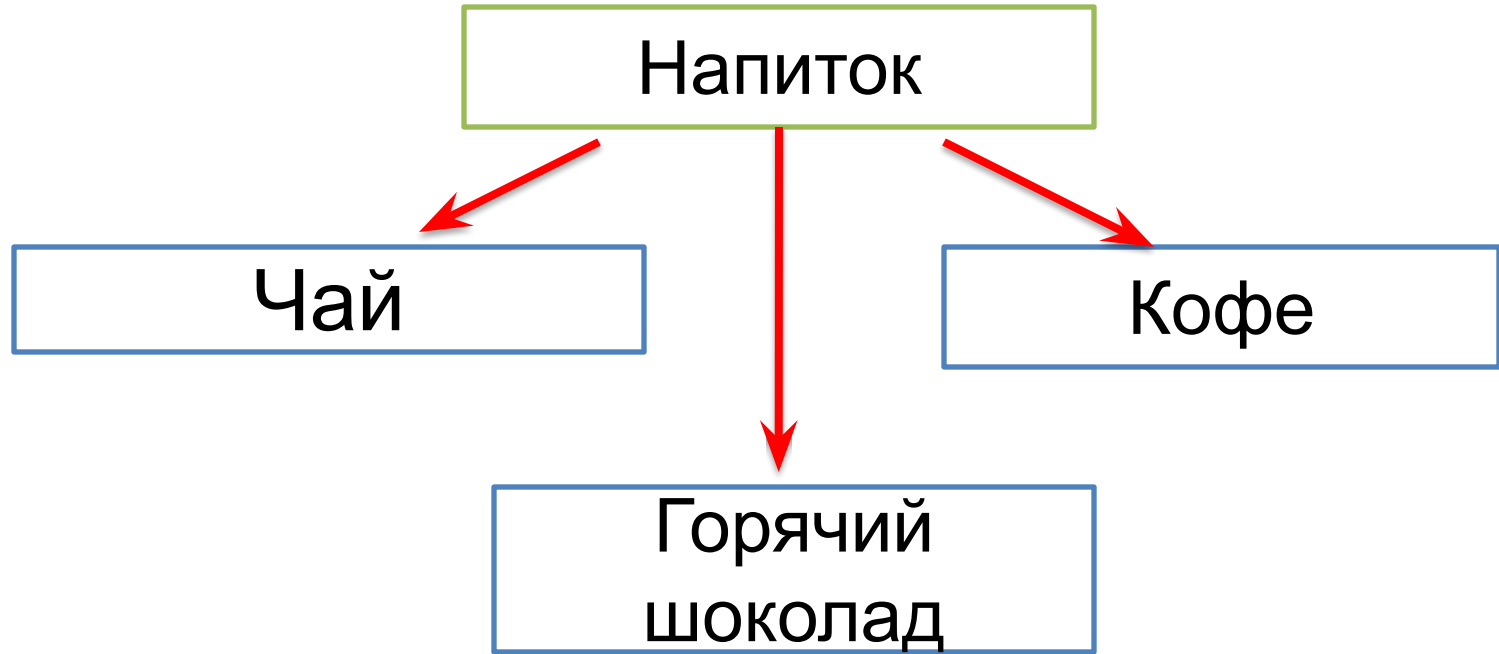 Напиток
Чай
Кофе
Горячий
шоколад